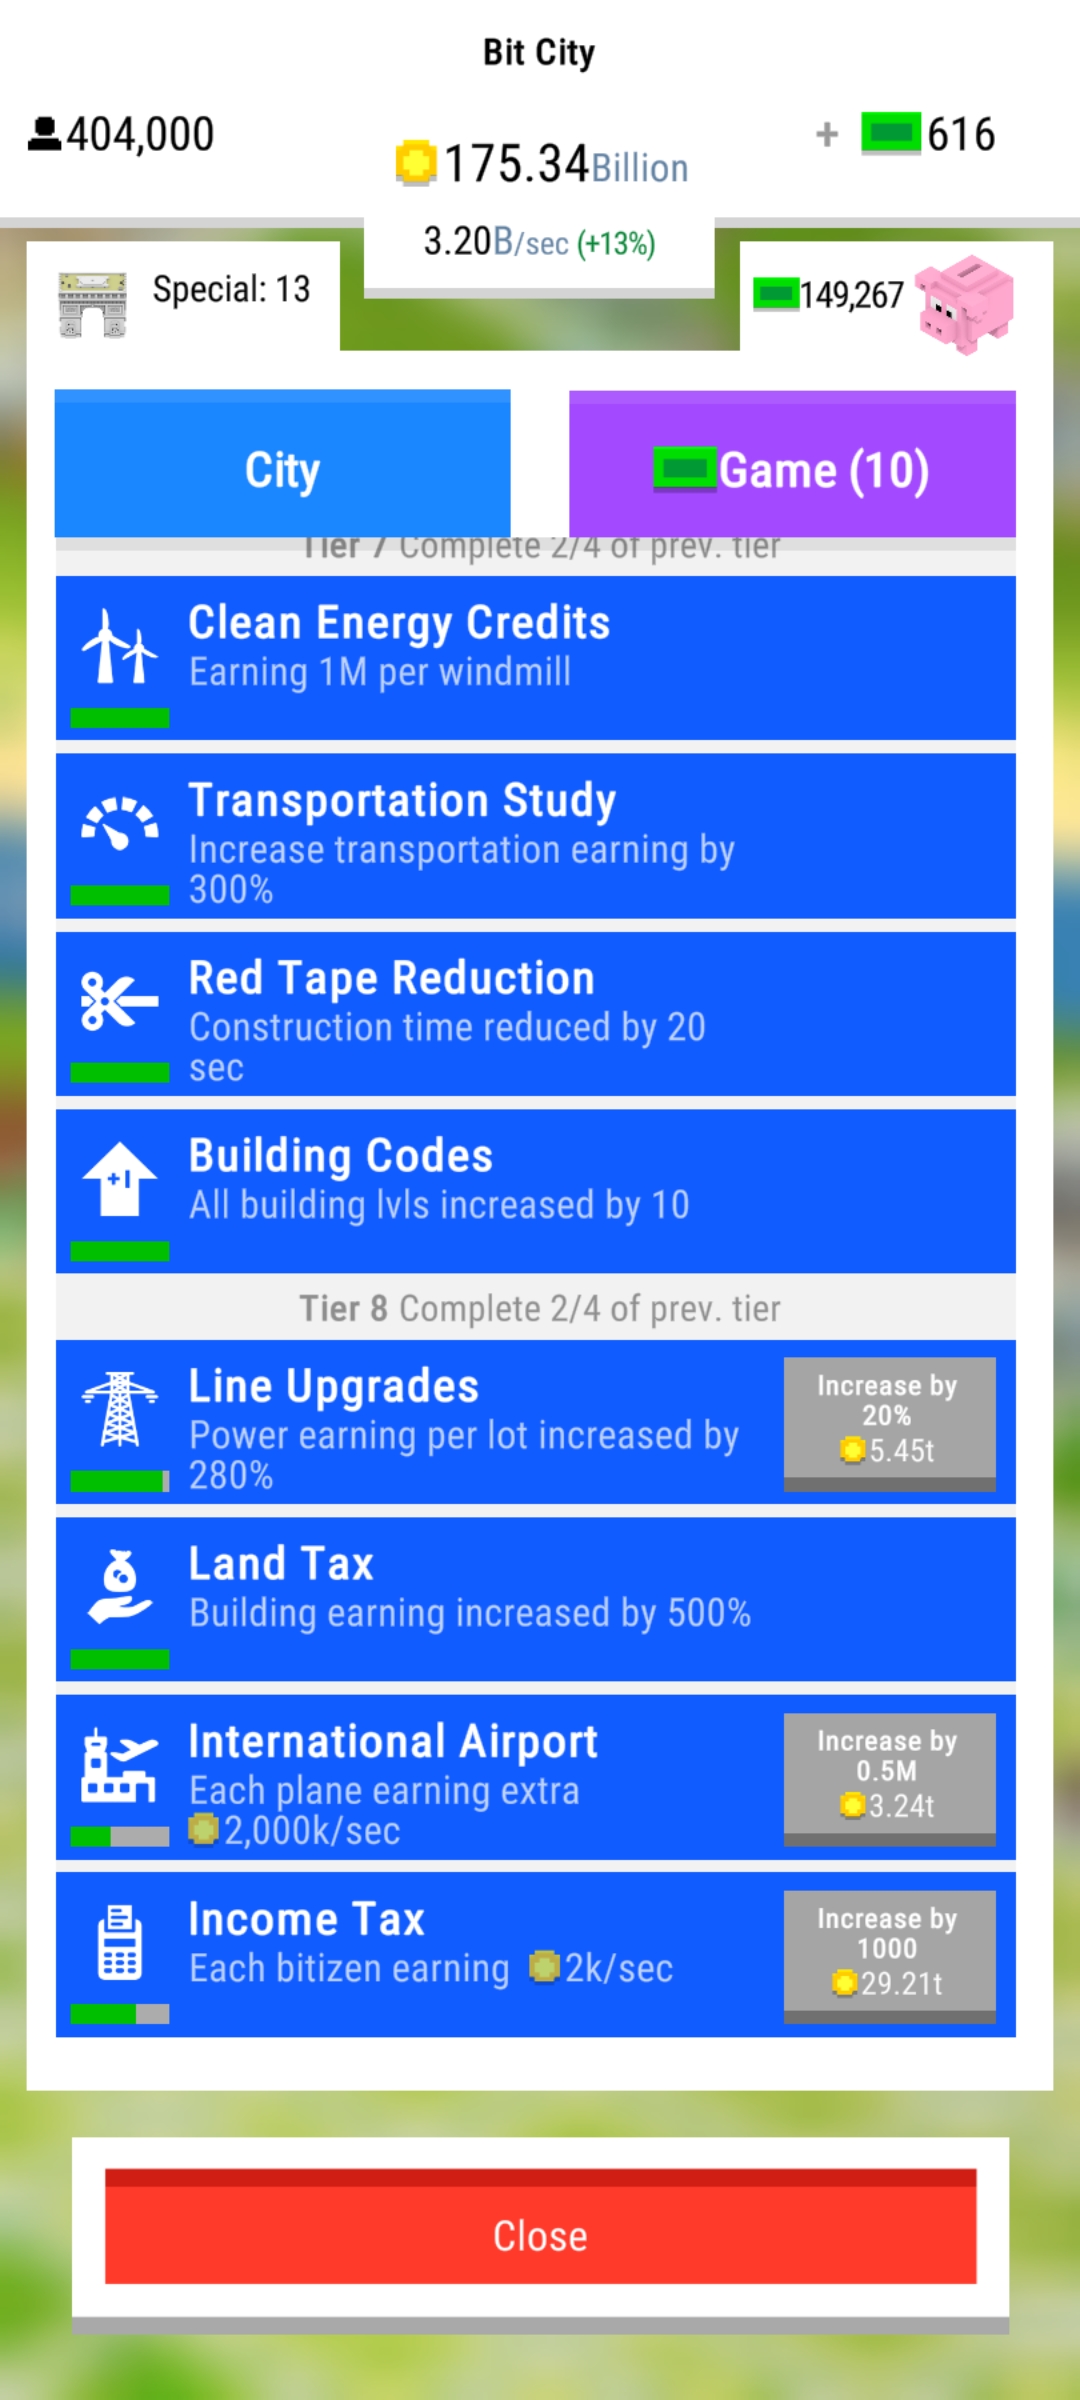 Bit City
404,000
175.34Billion
+ 616
3.20B/sec (+13%)
Special: 13
149,267
City
Game (10)
Tier 7 Complete 2/4 of prev. tier
Clean Energy Credits
Earning 1M per windmill
Transportation Study
Increase transportation earning by
300%
Red Tape Reduction
Construction time reduced by 20
sec
+1
Building Codes
All building lvls increased by 10
Tier 8 Complete 2/4 of prev. tier
Line Upgrades
Power earning per lot increased by
280%
Increase by
20%
5.45t
Land Tax
Building earning increased by 500%
International Airport
Each plane earning extra
2,000k/sec
Increase by
0.5M
3.24t
Income Tax
Each bitizen earning 2k/sec
Increase by
1000
29.21t
Close